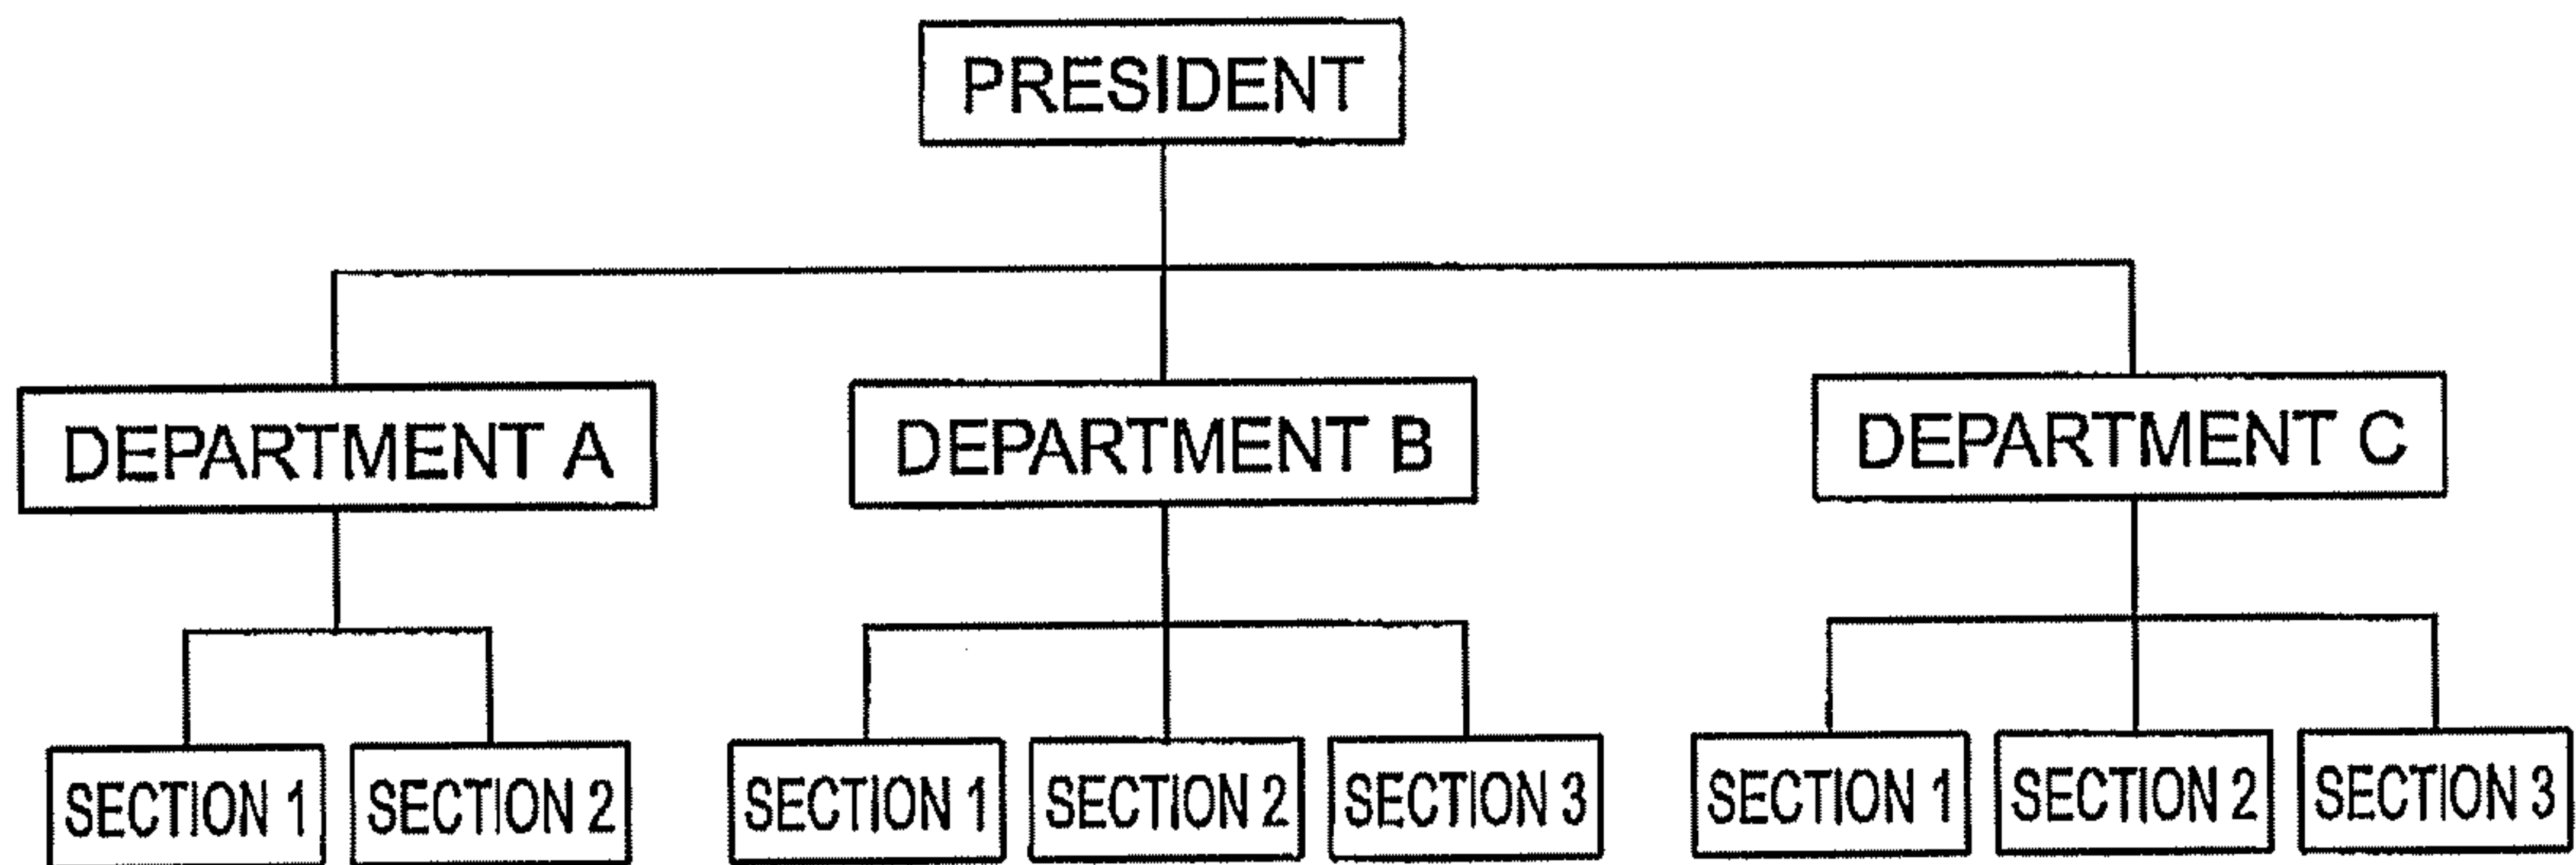 PRESIDENT
DEPARTMENT A
DEPARTMENT B
DEPARTMENT C
SECTION 1
SECTION 2
SECTION 1
SECTION 2
SECTION 3
SECTION 1
SECTION 2
SECTION 3